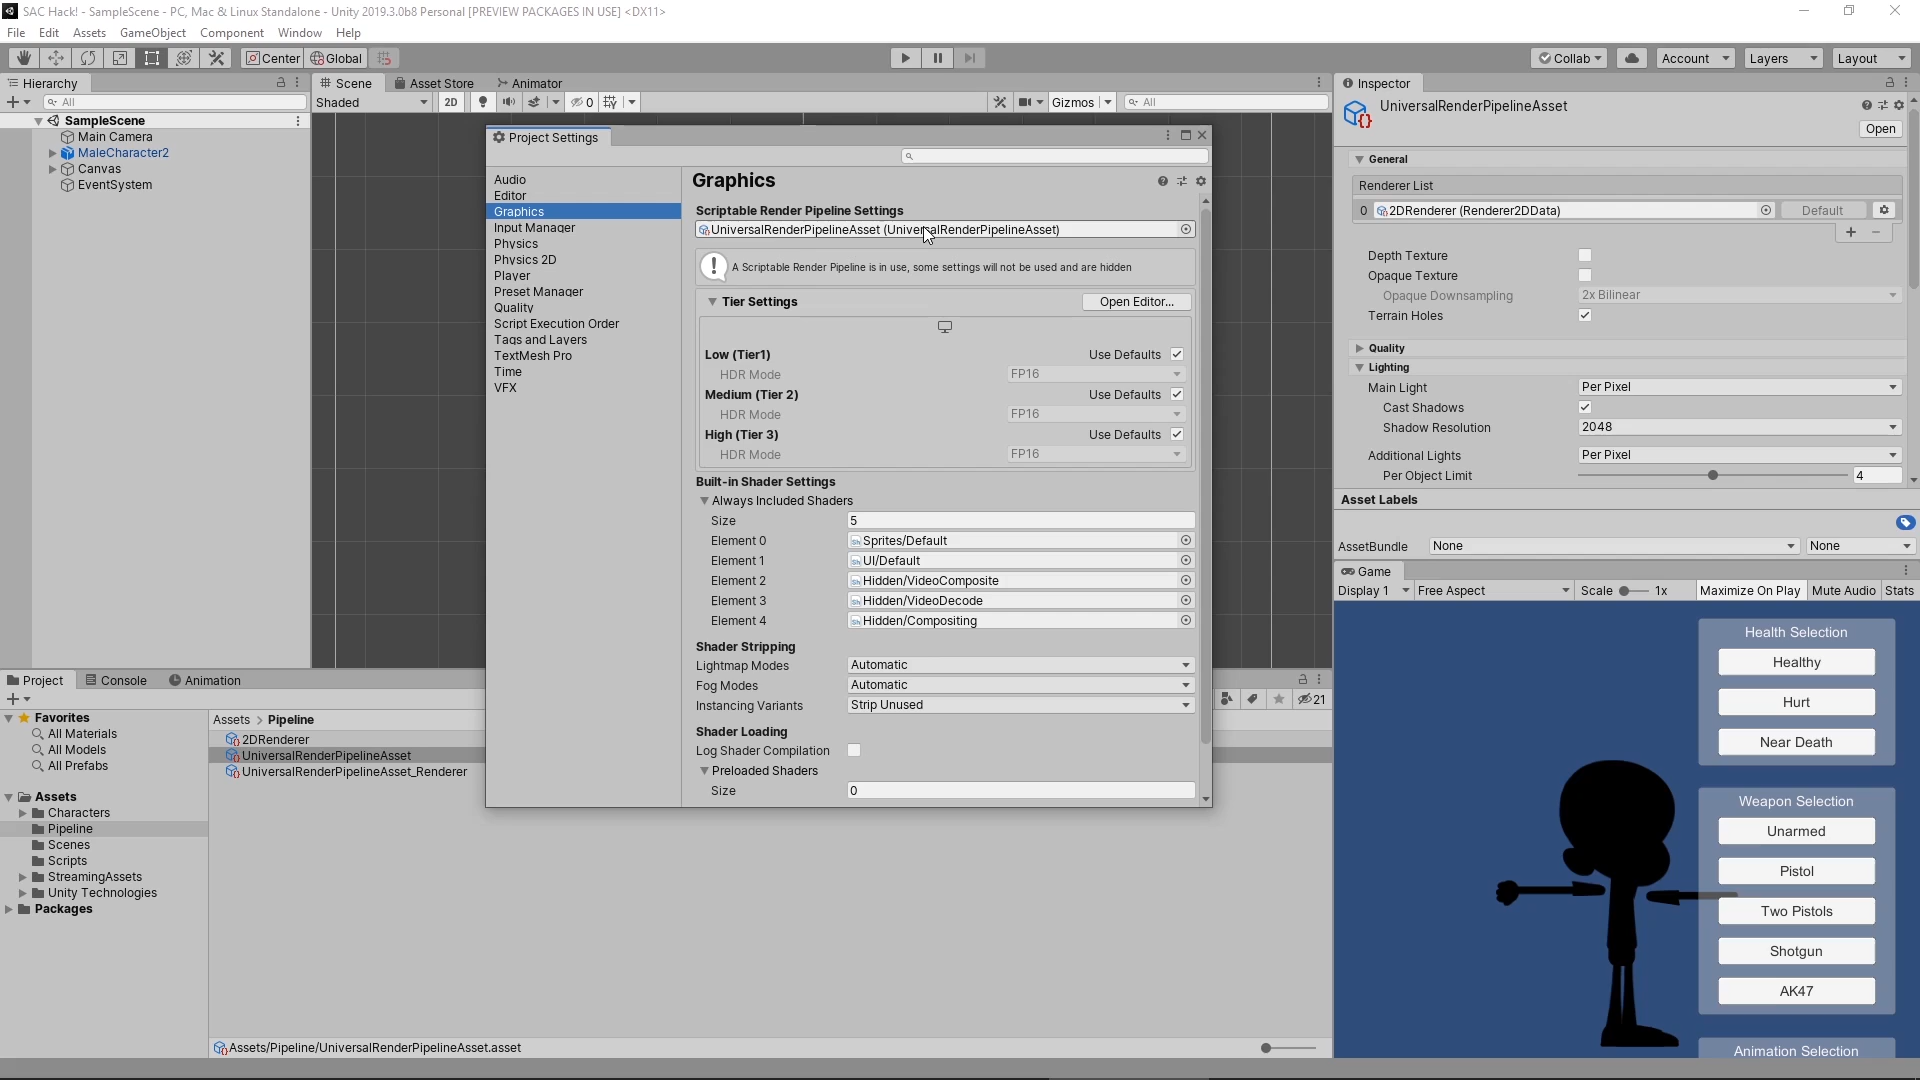 SAC Hack! - SampleScene - PC, Mac & Linux Standalone - Unity 2019.3.0b8 Personal [PREVIEW PACKAGES IN USE] <DX11>
File Edit Assets GameObject Component Window Help
Center Global Collab Account Layers Layout
Hierarchy
All
SampleScene
Main Camera
MaleCharacter2
Canvas
EventSystem
Scene Asset Store Animator
Shaded 2D 0 Gizmos All
Project Settings
Audio
Editor
Graphics
Input Manager
Physics
Physics 2D
Player
Preset Manager
Quality
Script Execution Order
Tags and Layers
TextMesh Pro
Time
VFX
Graphics
Scriptable Render Pipeline Settings
UniversalRenderPipelineAsset (UniversalRenderPipelineAsset)
A Scriptable Render Pipeline is in use, some settings will not be used and are hidden
Tier Settings Open Editor...
Low (Tier1) Use Defaults
HDR Mode FP16
Medium (Tier 2) Use Defaults
HDR Mode FP16
High (Tier 3) Use Defaults
HDR Mode FP16
Built-in Shader Settings
Always Included Shaders
Size 5
Element 0 Sprites/Default
Element 1 UI/Default
Element 2 Hidden/VideoComposite
Element 3 Hidden/VideoDecode
Element 4 Hidden/Compositing
Shader Stripping
Lightmap Modes Automatic
Fog Modes Automatic
Instancing Variants Strip Unused
Shader Loading
Log Shader Compilation
Preloaded Shaders
Size 0
Inspector
UniversalRenderPipelineAsset
Open
General
Renderer List
0 2DRenderer (Renderer2DData) Default
Depth Texture
Opaque Texture
Opaque Downsampling 2x Bilinear
Terrain Holes
Quality
Lighting
Main Light Per Pixel
Cast Shadows
Shadow Resolution 2048
Additional Lights Per Pixel
Per Object Limit 4
Asset Labels
AssetBundle None None
Game
Display 1 Free Aspect Scale 1x Maximize On Play Mute Audio Stats
Health Selection
Healthy
Hurt
Near Death
Weapon Selection
Unarmed
Pistol
Two Pistols
Shotgun
AK47
Animation Selection
Project Console Animation
21
Favorites
All Materials
All Models
All Prefabs
Assets
Characters
Pipeline
Scenes
Scripts
StreamingAssets
Unity Technologies
Packages
Assets > Pipeline
2DRenderer
UniversalRenderPipelineAsset
UniversalRenderPipelineAsset_Renderer
Assets/Pipeline/UniversalRenderPipelineAsset.asset